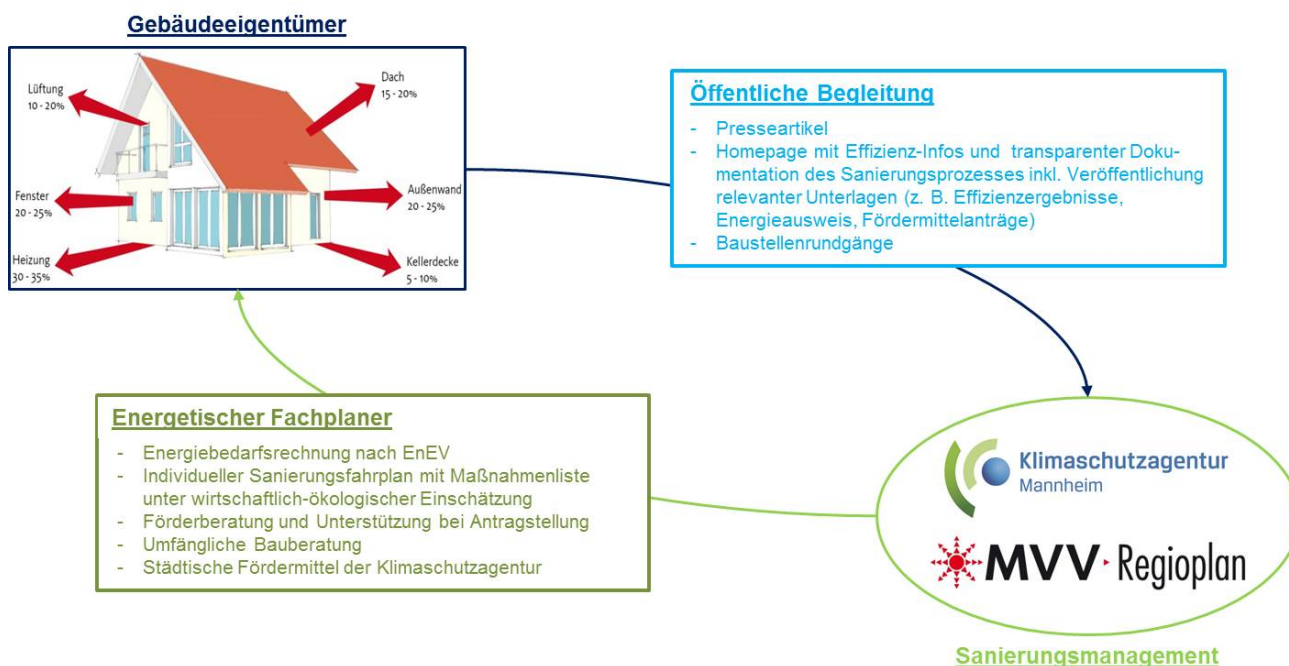 Gebäudeeigentümer
Lüftung
10 - 20%
Dach
15 - 20%
Fenster
20 - 25%
Außenwand
20 - 25%
Heizung
30 - 35%
Kellerdecke
5 - 10%
Öffentliche Begleitung
- Presseartikel
- Homepage mit Effizienz-Infos und transparenter Doku-
mentation des Sanierungsprozesses inkl. Veröffentlichung
relevanter Unterlagen (z. B. Effizienzergebnisse,
Energieausweis, Fördermittelanträge)
- Baustellenrundgänge
Energetischer Fachplaner
- Energiebedarfsrechnung nach EnEV
- Individueller Sanierungsfahrplan mit Maßnahmenliste
unter wirtschaftlich-ökologischer Einschätzung
- Förderberatung und Unterstützung bei Antragstellung
- Umfängliche Bauberatung
- Städtische Fördermittel der Klimaschutzagentur
Klimaschutzagentur
Mannheim
MVV Regioplan
Sanierungsmanagement